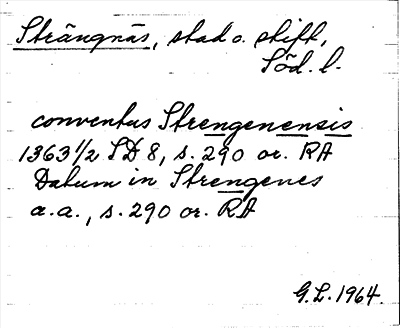 Strängnäs, stad o. stift,
Söd. l.
conventus Strengenensis
1363 1/2 SD 8, s. 290 or. RA
Datum in Strengenes
a.a., s. 290 or. RA
G.L. 1964.